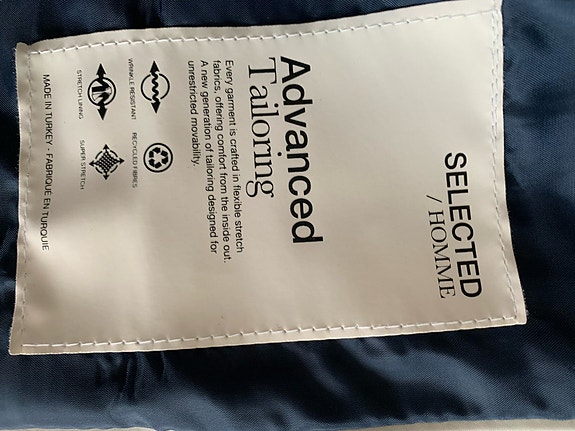 SELECTED
/ HOMME
Advanced
Tailoring
Every garment is crafted in flexible stretch
fabrics, offering comfort from the inside out.
A new generation of tailoring designed for
unrestricted movability.
WRINKLE RESISTANT
RECYCLED FIBRES
STRETCH LINING
SUPER STRETCH
MADE IN TURKEY - FABRIQUE EN TURQUIE